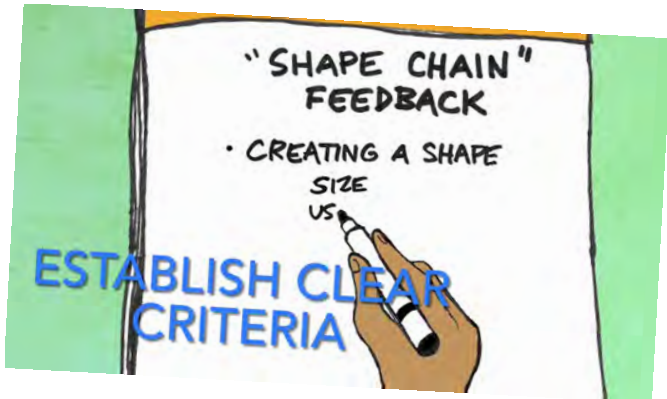 "SHAPE CHAIN"
FEEDBACK
· CREATING A SHAPE
SIZE
US
ESTABLISH CLEAR
CRITERIA